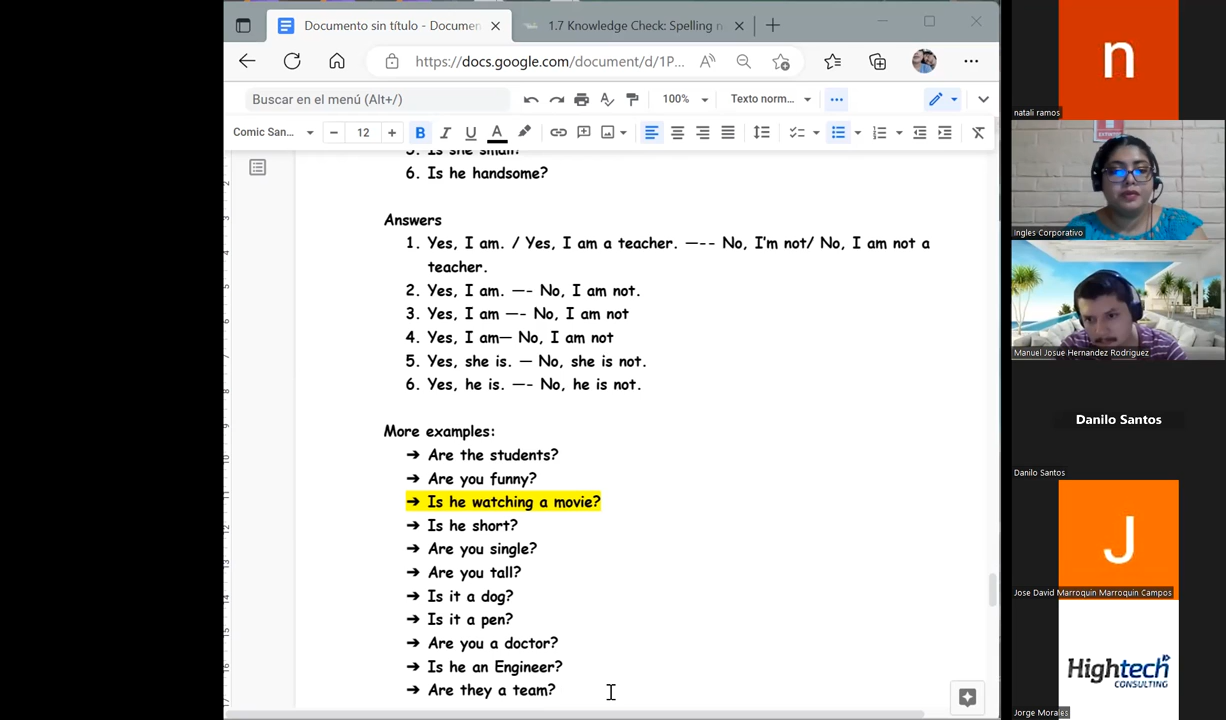 Documento sin título - Documen
1.7 Knowledge Check: Spelling n
https://docs.google.com/document/d/1P...
Buscar en el menú (Alt+/)
100%
Texto norm...
Comic San...
12
B I U A
6. Is he handsome?
Answers
1. Yes, I am. / Yes, I am a teacher. —-- No, I'm not/ No, I am not a
teacher.
2. Yes, I am. —- No, I am not.
3. Yes, I am —- No, I am not
4. Yes, I am— No, I am not
5. Yes, she is. — No, she is not.
6. Yes, he is. —- No, he is not.
More examples:
➔ Are the students?
➔ Are you funny?
➔ Is he watching a movie?
➔ Is he short?
➔ Are you single?
➔ Are you tall?
➔ Is it a dog?
➔ Is it a pen?
➔ Are you a doctor?
➔ Is he an Engineer?
➔ Are they a team?
n
natali ramos
Ingles Corporativo
Manuel Josue Hernandez Rodriguez
Danilo Santos
Danilo Santos
J
Jose David Marroquin Marroquin Campos
Hightech
CONSULTING
Jorge Morales